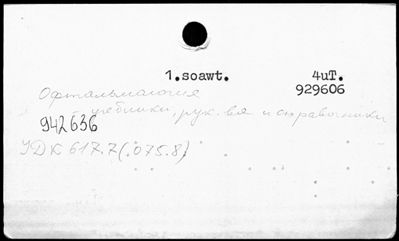 1.soawt. 4uT.
929606
Офтальмология
учебники, рук.-ва и справочники
942636
УДК 617.7(.075.8)